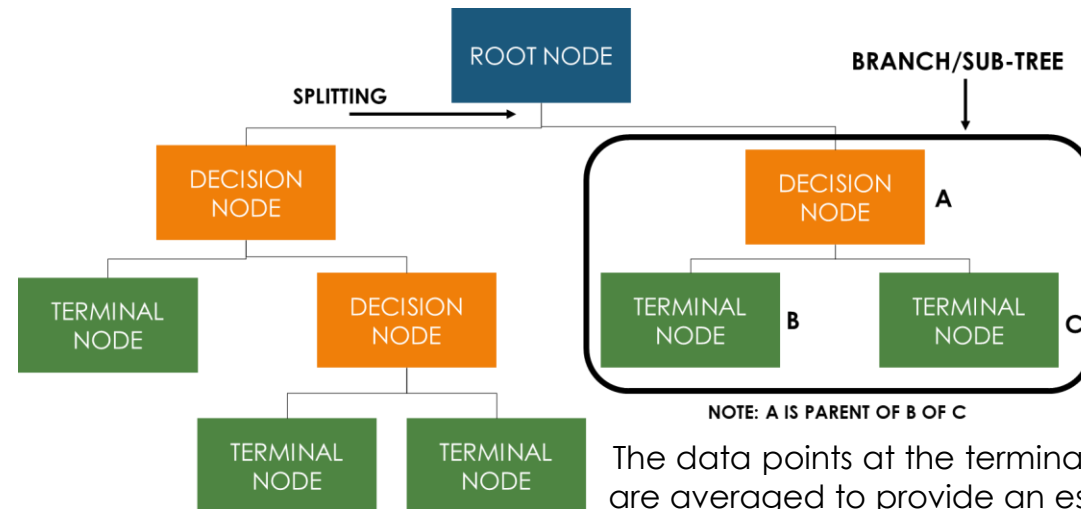 ROOT NODE
BRANCH/SUB-TREE
SPLITTING
DECISION
NODE
DECISION
NODE
A
TERMINAL
NODE
DECISION
NODE
TERMINAL
NODE
B
TERMINAL
NODE
C
NOTE: A IS PARENT OF B OF C
TERMINAL
NODE
TERMINAL
NODE
The data points at the terminal
are averaged to provide an es